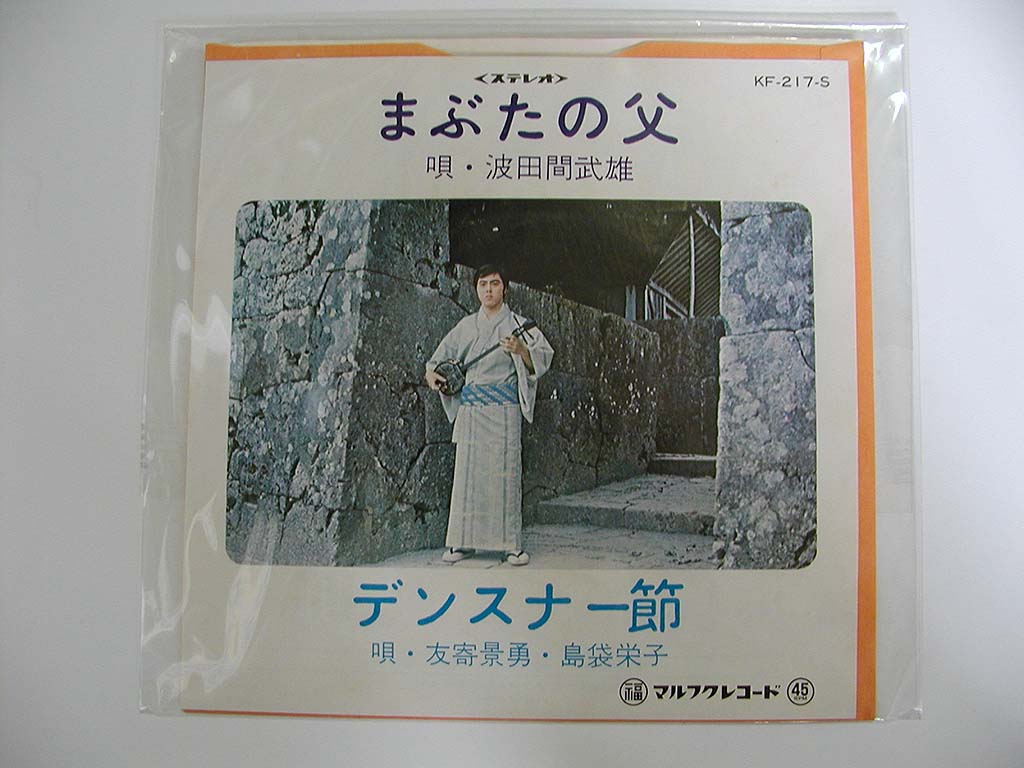 <ステレオ>
KF-217-S
まぶたの父
唄・波田間武雄
デンスナー節
唄・友寄景勇・島袋栄子
福 マルフクレコード 45 RPM